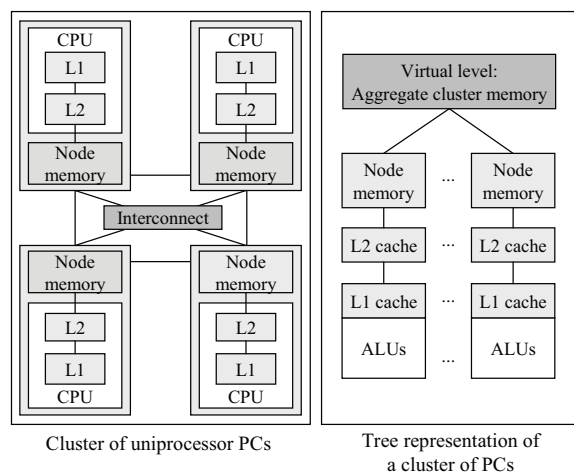 CPU
L1
L2
Node
memory
CPU
L1
L2
Node
memory
Interconnect
Node
memory
L2
L1
CPU
Node
memory
L2
L1
CPU
Cluster of uniprocessor PCs
Virtual level:
Aggregate cluster memory
Node
memory
...
Node
memory
L2 cache
...
L2 cache
L1 cache
...
L1 cache
ALUs
...
ALUs
Tree representation of
a cluster of PCs